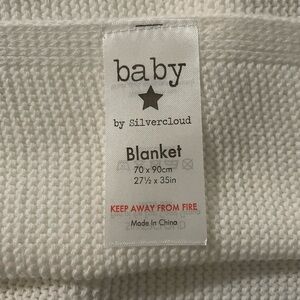 baby
by Silvercloud
Blanket
70 x 90cm
27½ x 35in
KEEP AWAY FROM FIRE
Made in China